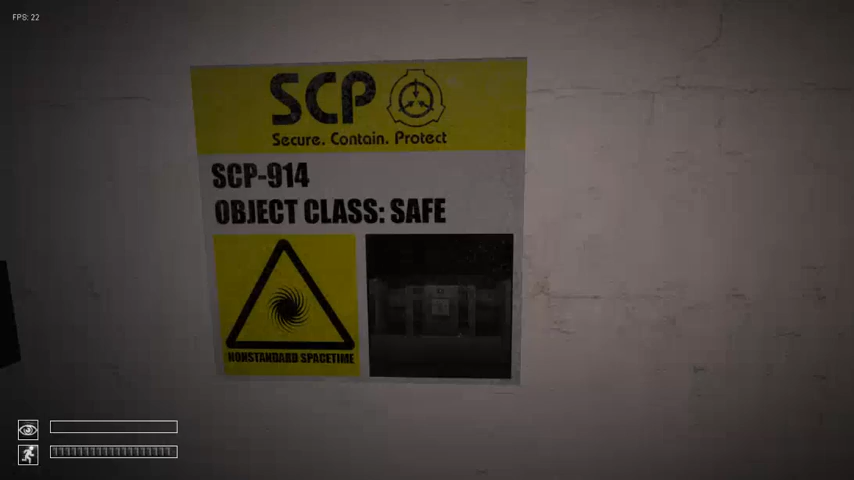 FPS: 22
SCP
Secure. Contain. Protect
SCP-914
OBJECT CLASS: SAFE
NONSTANDARD SPACETIME